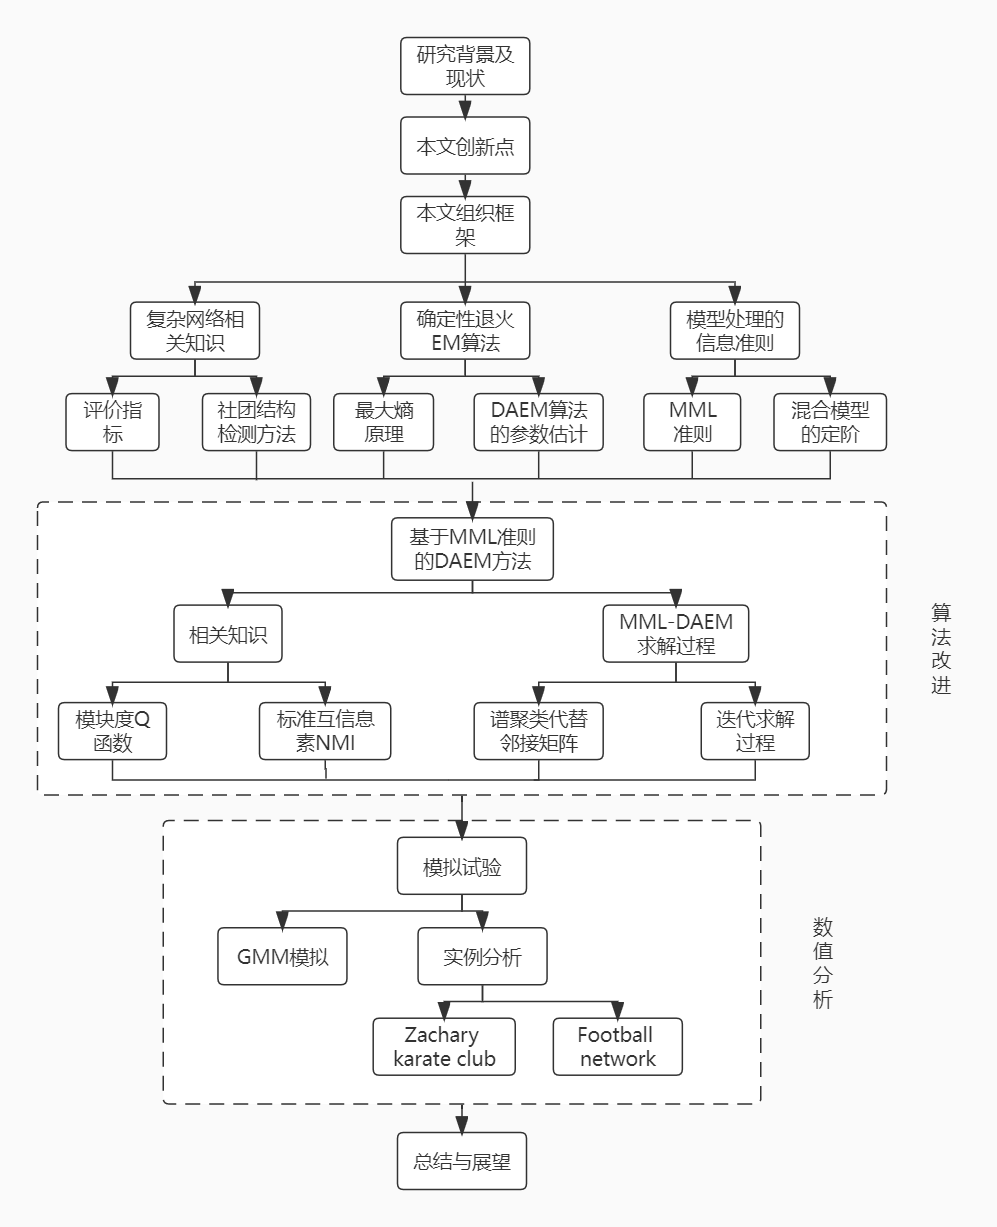 研究背景及
现状
本文创新点
本文组织框
架
复杂网络相
关知识
确定性退火
EM算法
模型处理的
信息准则
评价指
标
社团结构
检测方法
最大熵
原理
DAEM算法
的参数估计
MML
准则
混合模型
的定阶
基于MML准则
的DAEM方法
相关知识
MML-DAEM
求解过程
模块度Q
函数
标准互信息
素NMI
谱聚类代替
邻接矩阵
迭代求解
过程
算
法
改
进
模拟试验
GMM模拟
实例分析
Zachary
karate club
Football
network
数
值
分
析
总结与展望